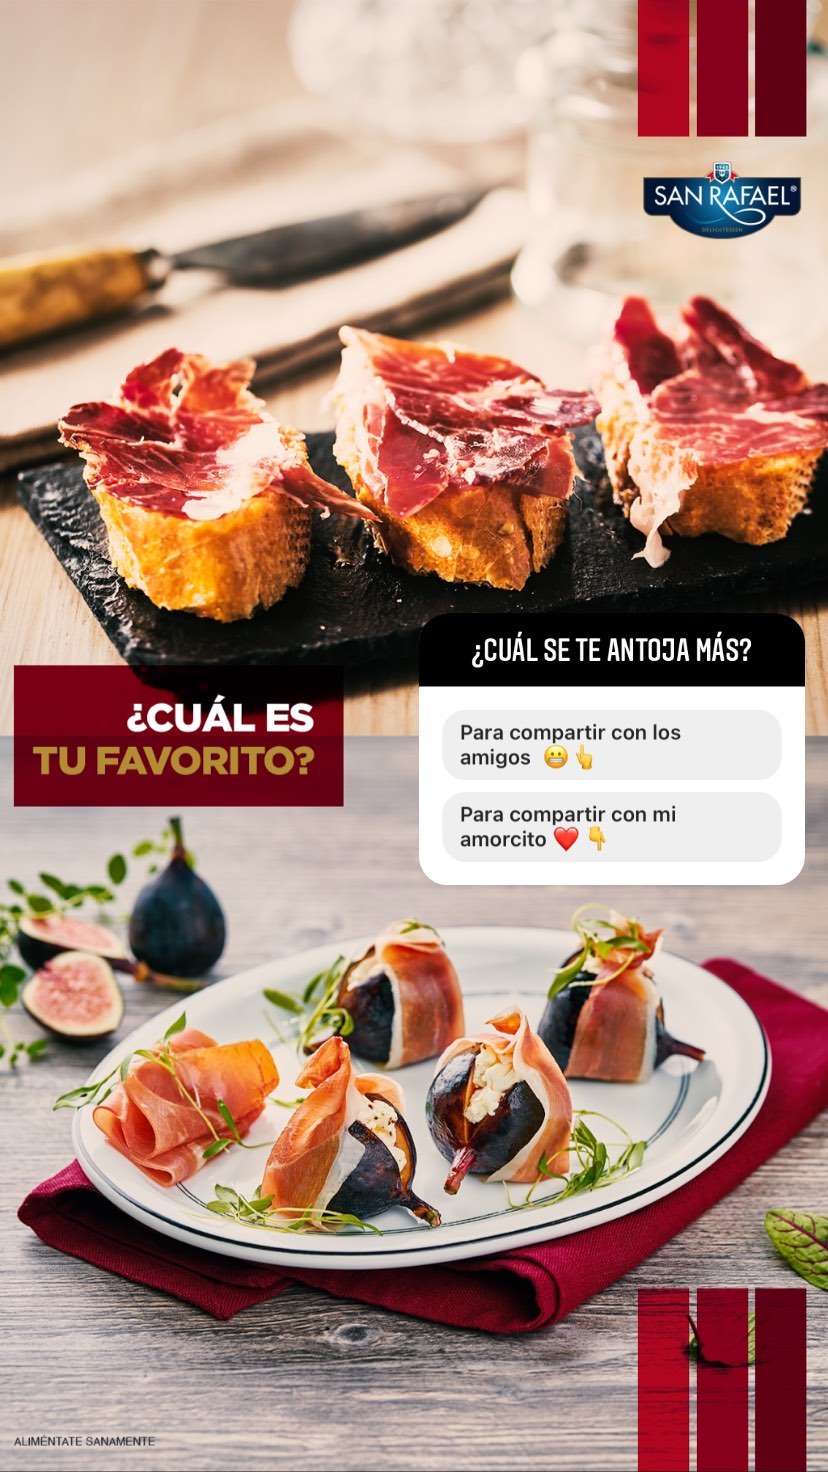 SAN RAFAEL®
DELICATESSEN
¿CUÁL SE TE ANTOJA MÁS?
¿CUÁL ES
TU FAVORITO?
Para compartir con los
amigos 😬👆
Para compartir con mi
amorcito ❤️👇
ALIMÉNTATE SANAMENTE